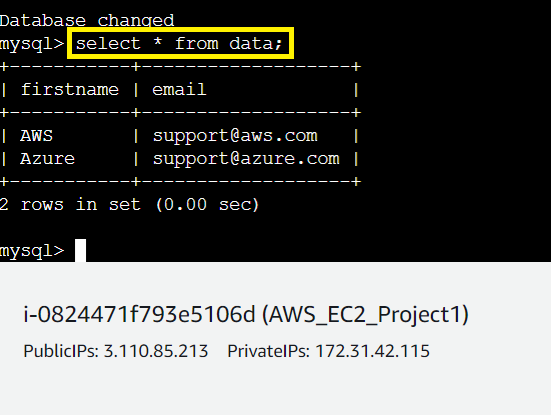 Database changed
mysql> select * from data;
+-----------+-------------------+
| firstname | email             |
+-----------+-------------------+
| AWS       | support@aws.com   |
| Azure     | support@azure.com |
+-----------+-------------------+
2 rows in set (0.00 sec)
mysql>
i-0824471f793e5106d (AWS_EC2_Project1)
PublicIPs: 3.110.85.213 PrivateIPs: 172.31.42.115